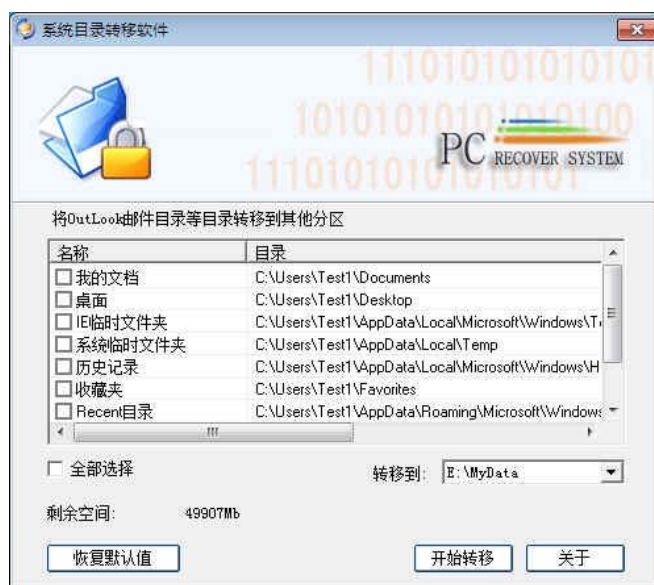 系统目录转移软件
11101010101010101
10101010101010100
11101010101010101
PC RECOVER SYSTEM
将OutLook邮件目录等目录转移到其他分区
名称 目录
我的文档 C:\Users\Test1\Documents
桌面 C:\Users\Test1\Desktop
IE临时文件夹 C:\Users\Test1\AppData\Local\Microsoft\Windows\T
系统临时文件夹 C:\Users\Test1\AppData\Local\Temp
历史记录 C:\Users\Test1\AppData\Local\Microsoft\Windows\H
收藏夹 C:\Users\Test1\Favorites
Recent目录 C:\Users\Test1\AppData\Roaming\Microsoft\Windows
全部选择 转移到: E:\MyData
剩余空间: 49907Mb
恢复默认值 开始转移 关于